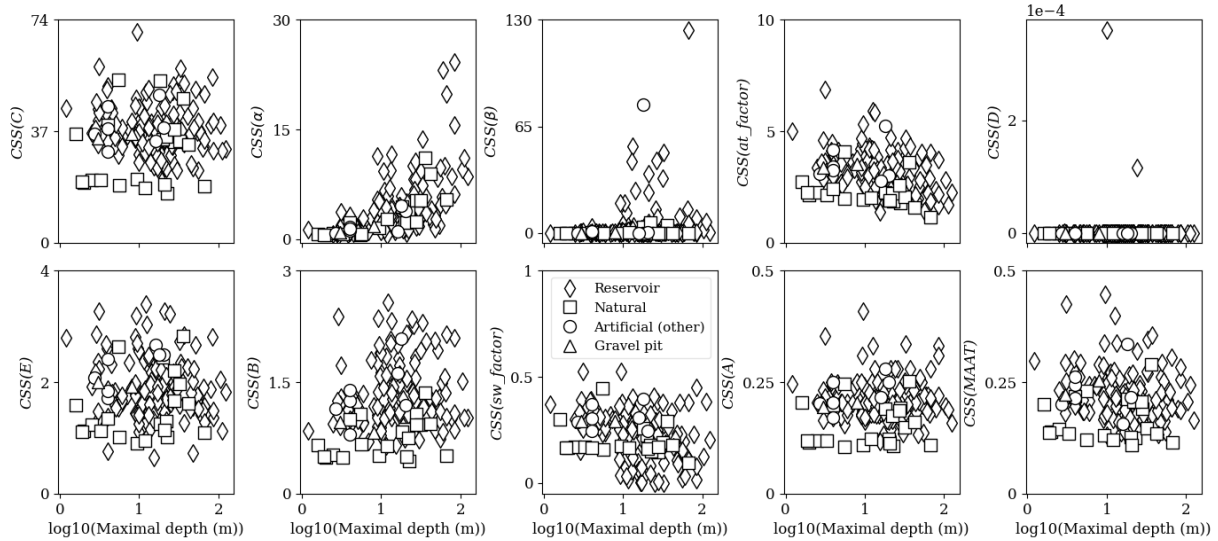 74
37
0
CSS(C)
30
15
0
CSS(α)
130
65
0
CSS(β)
10
5
0
CSS(at_factor)
1e−4
2
0
CSS(D)
4
2
0
CSS(E)
0
1
2
log10(Maximal depth (m))
3
1.5
0
CSS(B)
0
1
2
log10(Maximal depth (m))
1
0.5
0
CSS(sw_factor)
Reservoir
Natural
Artificial (other)
Gravel pit
0
1
2
log10(Maximal depth (m))
0.5
0.25
0
CSS(A)
0
1
2
log10(Maximal depth (m))
0.5
0.25
0
CSS(MAAT)
0
1
2
log10(Maximal depth (m))